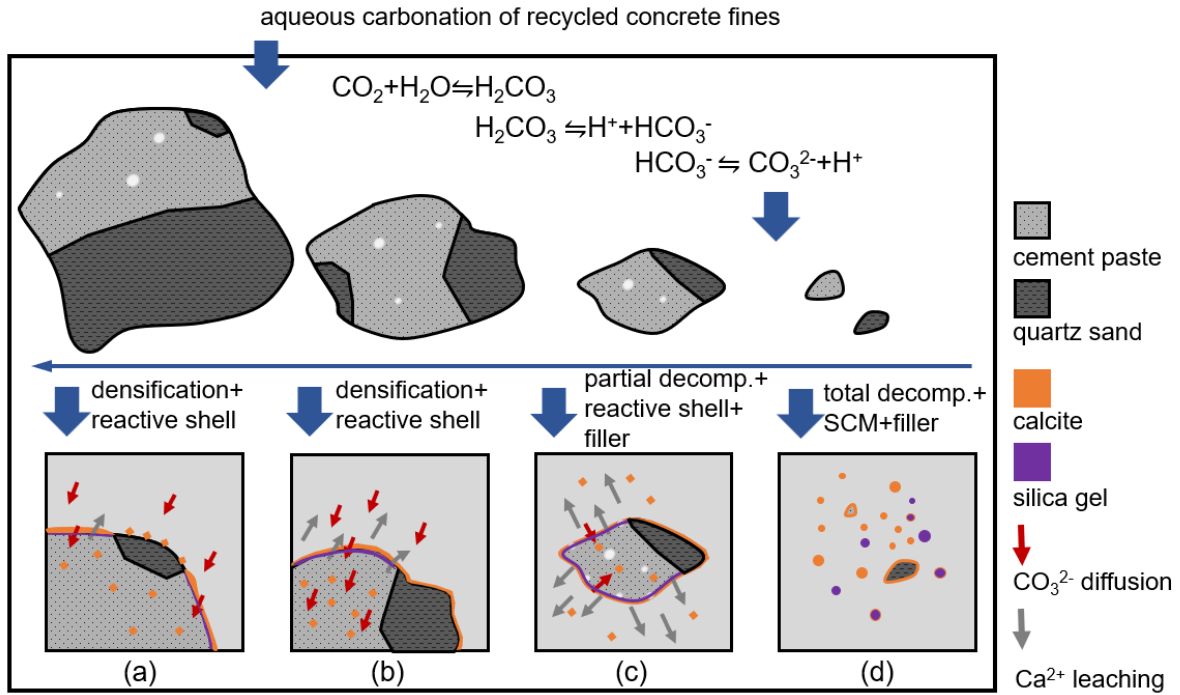 aqueous carbonation of recycled concrete fines
CO₂+H₂O⇋H₂CO₃
H₂CO₃ ⇋H⁺+HCO₃⁻
HCO₃⁻ ⇋ CO₃²⁻+H⁺
densification+
reactive shell
densification+
reactive shell
partial decomp.+
reactive shell+
filler
total decomp.+
SCM+filler
(a)
(b)
(c)
(d)
cement paste
quartz sand
calcite
silica gel
CO₃²⁻ diffusion
Ca²⁺ leaching